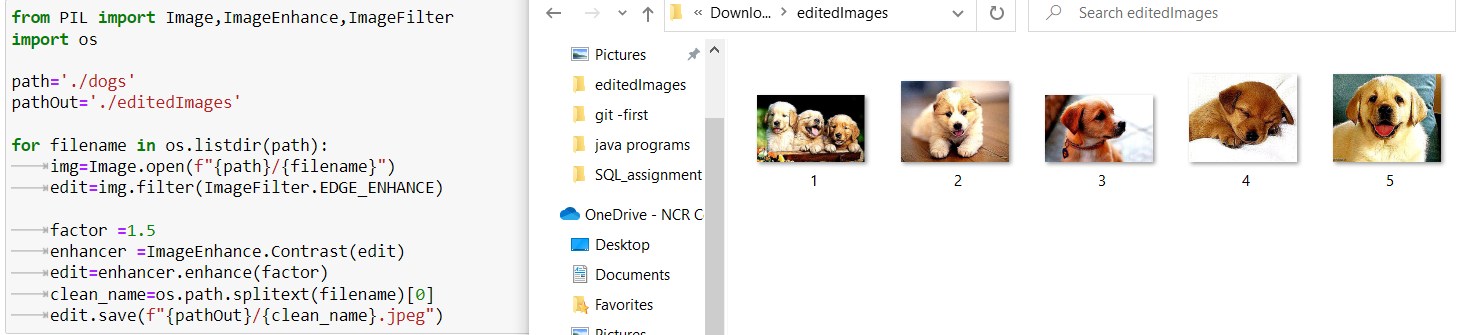 from PIL import Image,ImageEnhance,ImageFilter
import os
path='./dogs'
pathOut='./editedImages'
for filename in os.listdir(path):
img=Image.open(f"{path}/{filename}")
edit=img.filter(ImageFilter.EDGE_ENHANCE)
factor =1.5
enhancer =ImageEnhance.Contrast(edit)
edit=enhancer.enhance(factor)
clean_name=os.path.splitext(filename)[0]
edit.save(f"{pathOut}/{clean_name}.jpeg")
« Downlo... > editedImages
Search editedImages
Pictures
editedImages
git -first
java programs
SQL_assignment
OneDrive - NCR C
Desktop
Documents
Favorites
Pictures
1 2 3 4 5